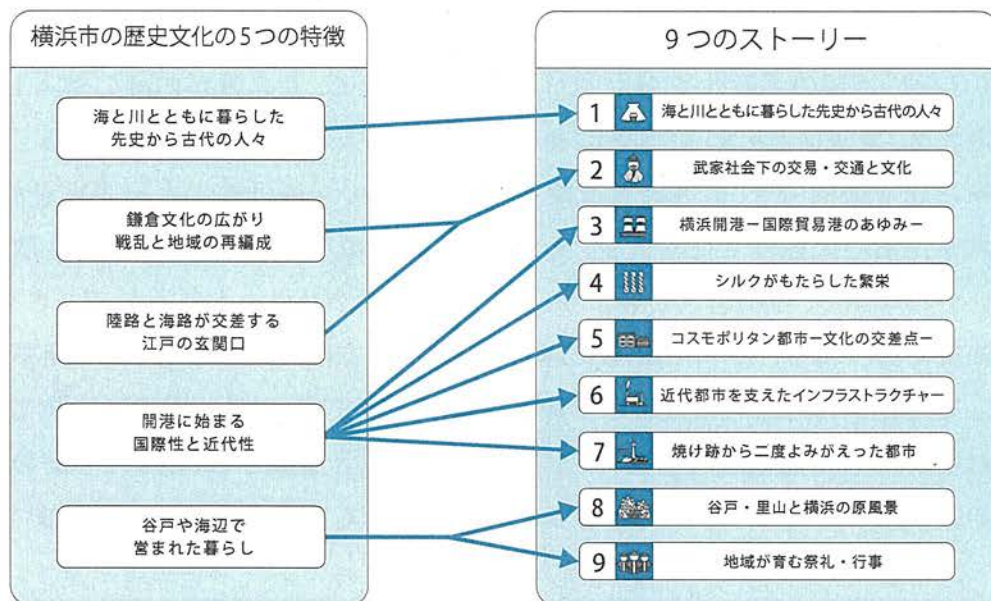 横浜市の歴史文化の5つの特徴
海と川とともに暮らした
先史から古代の人々
鎌倉文化の広がり
戦乱と地域の再編成
陸路と海路が交差する
江戸の玄関口
開港に始まる
国際性と近代性
谷戸や海辺で
営まれた暮らし
9つのストーリー
1 海と川とともに暮らした先史から古代の人々
2 武家社会下の交易・交通と文化
3 横浜開港ー国際貿易港のあゆみー
4 シルクがもたらした繁栄
5 コスモポリタン都市ー文化の交差点ー
6 近代都市を支えたインフラストラクチャー
7 焼け跡から二度よみがえった都市
8 谷戸・里山と横浜の原風景
9 地域が育む祭礼・行事